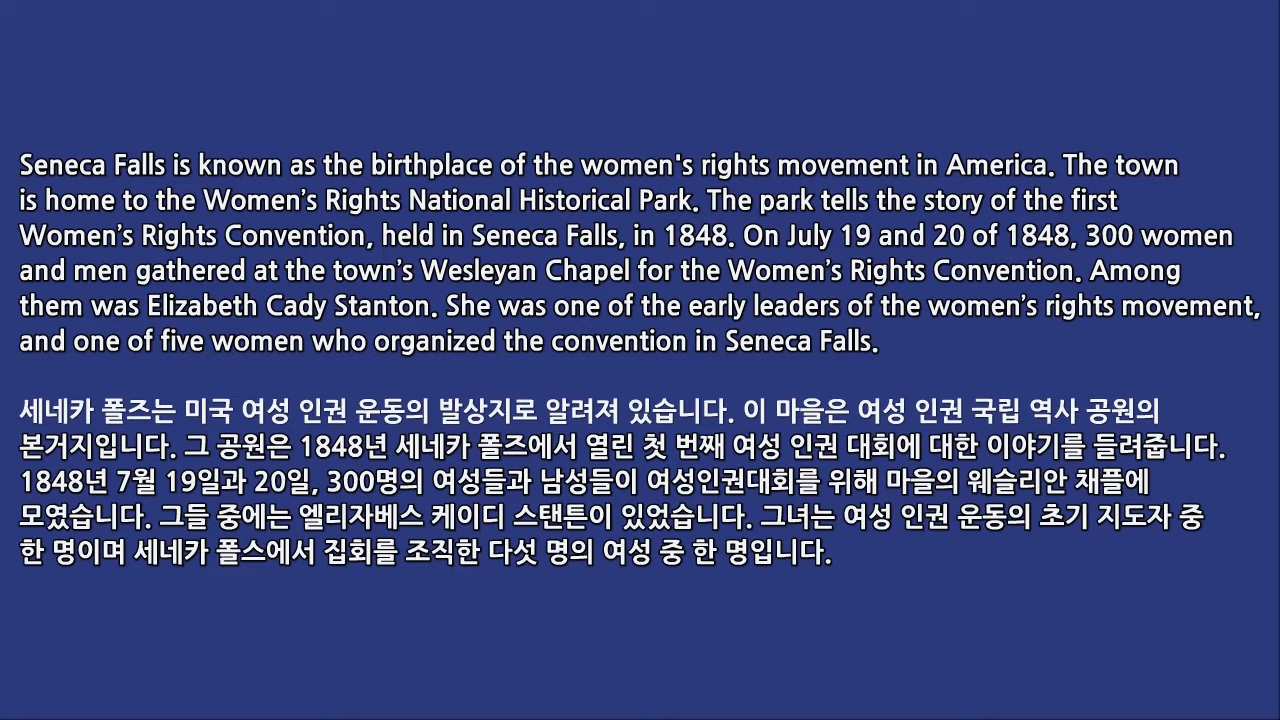 Seneca Falls is known as the birthplace of the women's rights movement in America. The town
is home to the Women’s Rights National Historical Park. The park tells the story of the first
Women’s Rights Convention, held in Seneca Falls, in 1848. On July 19 and 20 of 1848, 300 women
and men gathered at the town’s Wesleyan Chapel for the Women’s Rights Convention. Among
them was Elizabeth Cady Stanton. She was one of the early leaders of the women’s rights movement,
and one of five women who organized the convention in Seneca Falls.
세네카 폴즈는 미국 여성 인권 운동의 발상지로 알려져 있습니다. 이 마을은 여성 인권 국립 역사 공원의
본거지입니다. 그 공원은 1848년 세네카 폴즈에서 열린 첫 번째 여성 인권 대회에 대한 이야기를 들려줍니다.
1848년 7월 19일과 20일, 300명의 여성들과 남성들이 여성인권대회를 위해 마을의 웨슬리안 채플에
모였습니다. 그들 중에는 엘리자베스 케이디 스탠튼이 있었습니다. 그녀는 여성 인권 운동의 초기 지도자 중
한 명이며 세네카 폴스에서 집회를 조직한 다섯 명의 여성 중 한 명입니다.